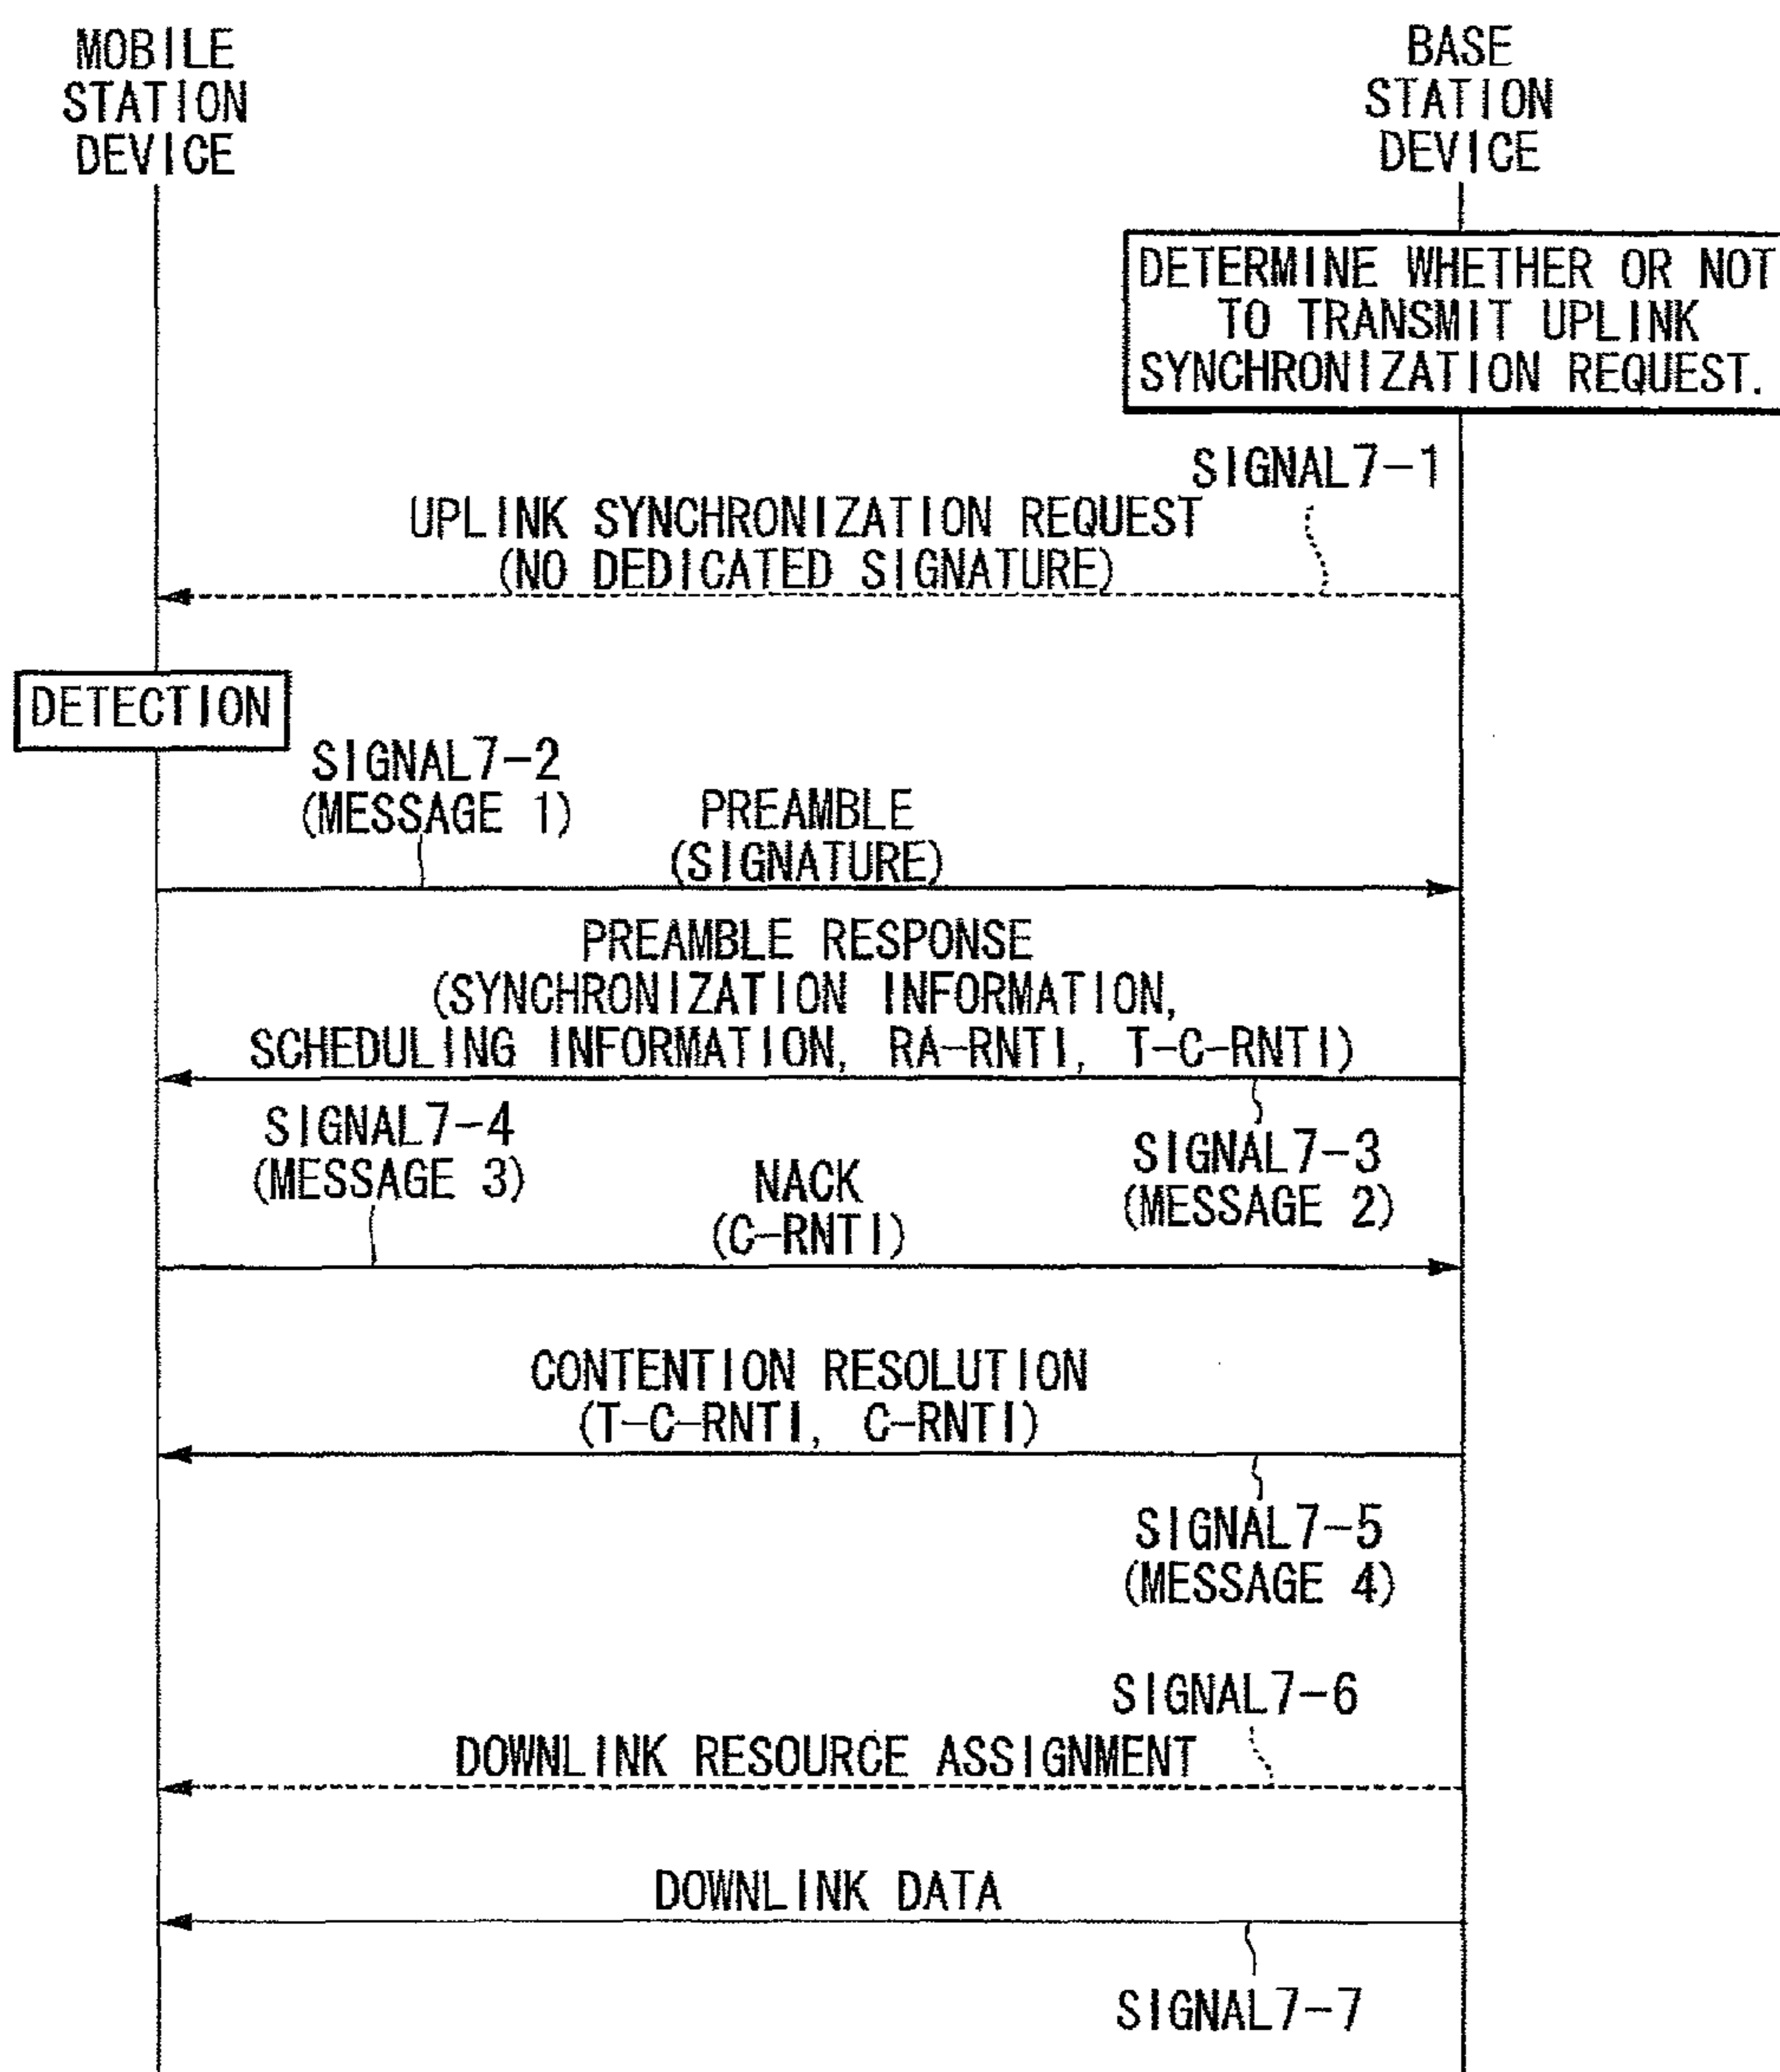 MOBILE
STATION
DEVICE
BASE
STATION
DEVICE
DETERMINE WHETHER OR NOT
TO TRANSMIT UPLINK
SYNCHRONIZATION REQUEST.
SIGNAL7-1
UPLINK SYNCHRONIZATION REQUEST
(NO DEDICATED SIGNATURE)
DETECTION
SIGNAL7-2
(MESSAGE 1)
PREAMBLE
(SIGNATURE)
PREAMBLE RESPONSE
(SYNCHRONIZATION INFORMATION,
SCHEDULING INFORMATION, RA-RNTI, T-C-RNTI)
SIGNAL7-3
(MESSAGE 2)
SIGNAL7-4
(MESSAGE 3)
NACK
(C-RNTI)
CONTENTION RESOLUTION
(T-C-RNTI, C-RNTI)
SIGNAL7-5
(MESSAGE 4)
SIGNAL7-6
DOWNLINK RESOURCE ASSIGNMENT
DOWNLINK DATA
SIGNAL7-7